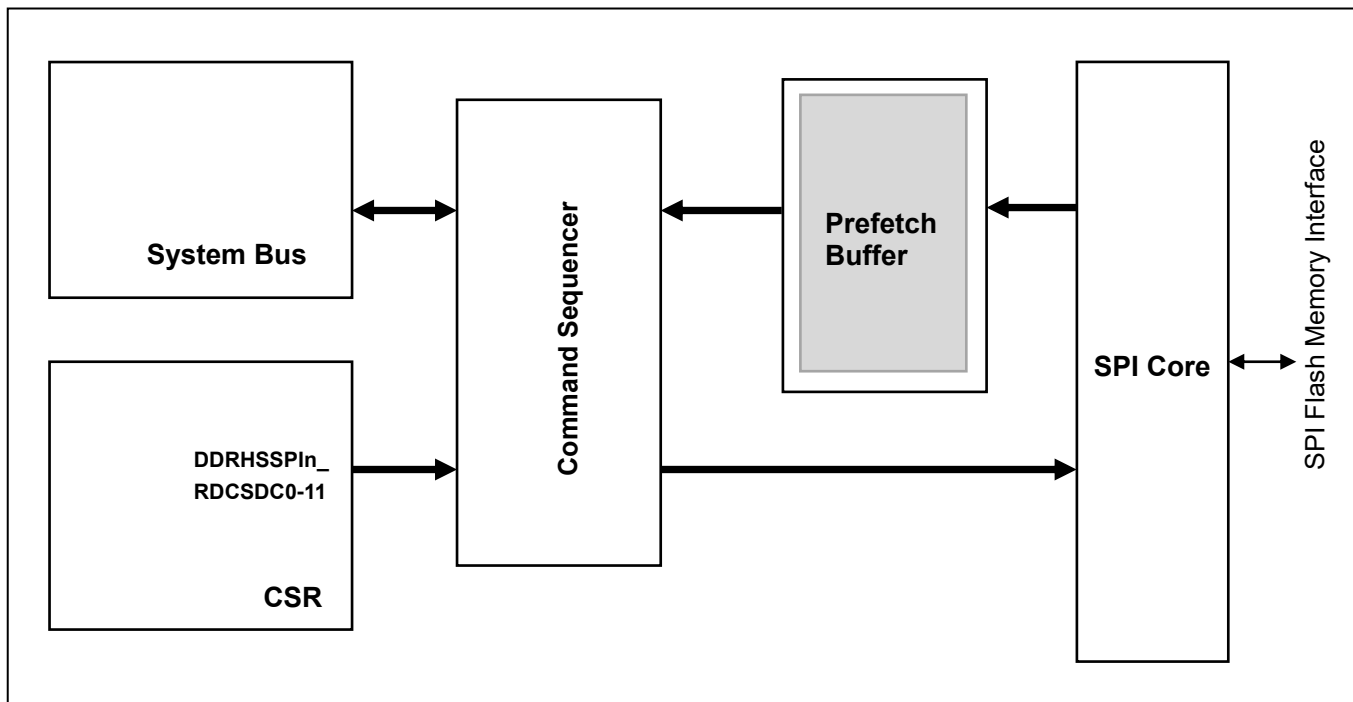 System Bus
DDRHSSPIn_
RDCSDC0-11
CSR
Command Sequencer
Prefetch
Buffer
SPI Core
SPI Flash Memory Interface